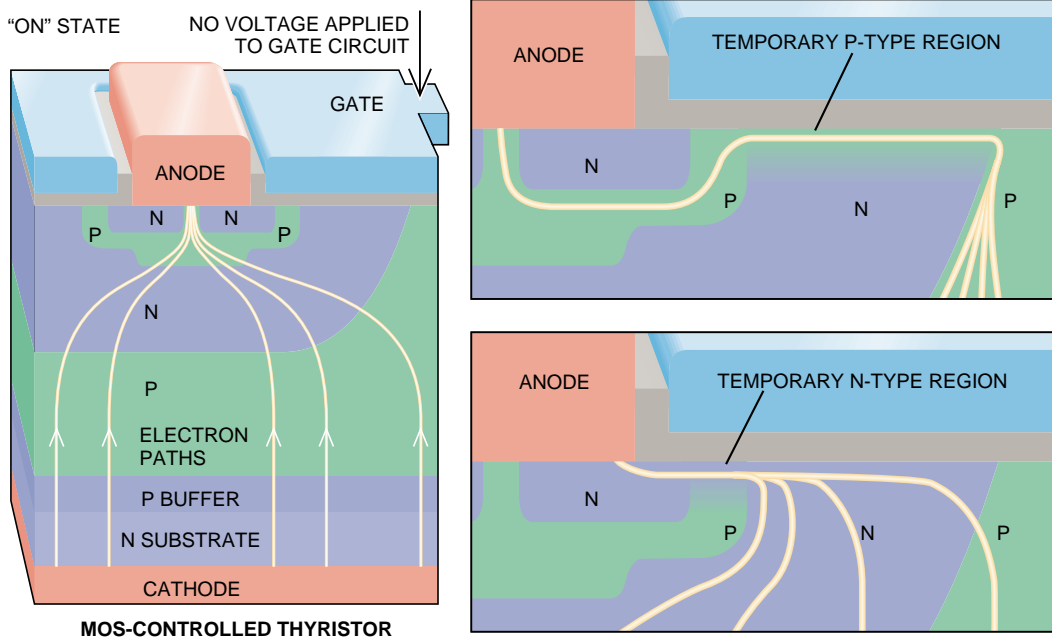 “ON” STATE
NO VOLTAGE APPLIED
TO GATE CIRCUIT
GATE
ANODE
N
N
P
P
N
P
ELECTRON
PATHS
P BUFFER
N SUBSTRATE
CATHODE
MOS-CONTROLLED THYRISTOR
ANODE
TEMPORARY P-TYPE REGION
N
P
N
P
ANODE
TEMPORARY N-TYPE REGION
N
P
N
P